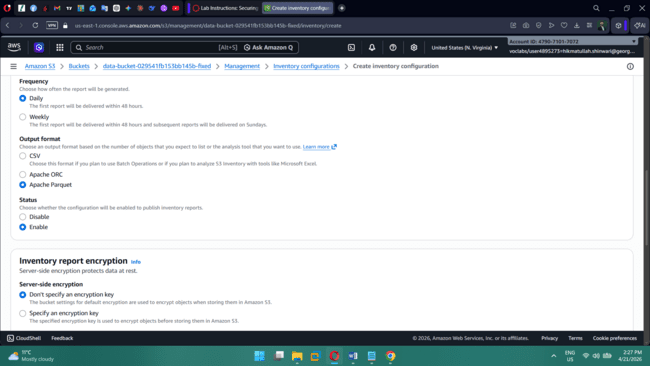 Lab Instructions: Securing
Create inventory configu
VPN
us-east-1.console.aws.amazon.com/s3/management/data-bucket-029541fb153bb145b-fixed/inventory/create
AI
aws
Search
[Alt+S]
Ask Amazon Q
United States (N. Virginia)
Account ID: 4790-7101-7072
Amazon S3
Buckets
data-bucket-029541fb153bb145b-fixed
Management
Inventory configurations
Create inventory configuration
Frequency
Choose how often the report will be generated.
Daily
The first report will be delivered within 48 hours.
Weekly
The first report will be delivered within 48 hours and subsequent reports will be delivered on Sundays.
Output format
Choose an output format based on the number of objects that you expect to list or the analysis tool that you want to use. Learn more
CSV
Choose this format if you plan to use Batch Operations or if you plan to analyze S3 Inventory with tools like Microsoft Excel.
Apache ORC
Apache Parquet
Status
Choose whether the configuration will be enabled to publish inventory reports.
Disable
Enable
Inventory report encryption Info
Server-side encryption protects data at rest.
Server-side encryption
Don't specify an encryption key
The bucket settings for default encryption are used to encrypt objects when storing them in Amazon S3.
Specify an encryption key
The specified encryption key is used to encrypt objects before storing them in Amazon S3.
CloudShell
Feedback
© 2026, Amazon Web Services, Inc. or its affiliates.
Privacy
Terms
Cookie preferences
11°C
Mostly cloudy
ENG
US
2:27 PM
4/21/2026